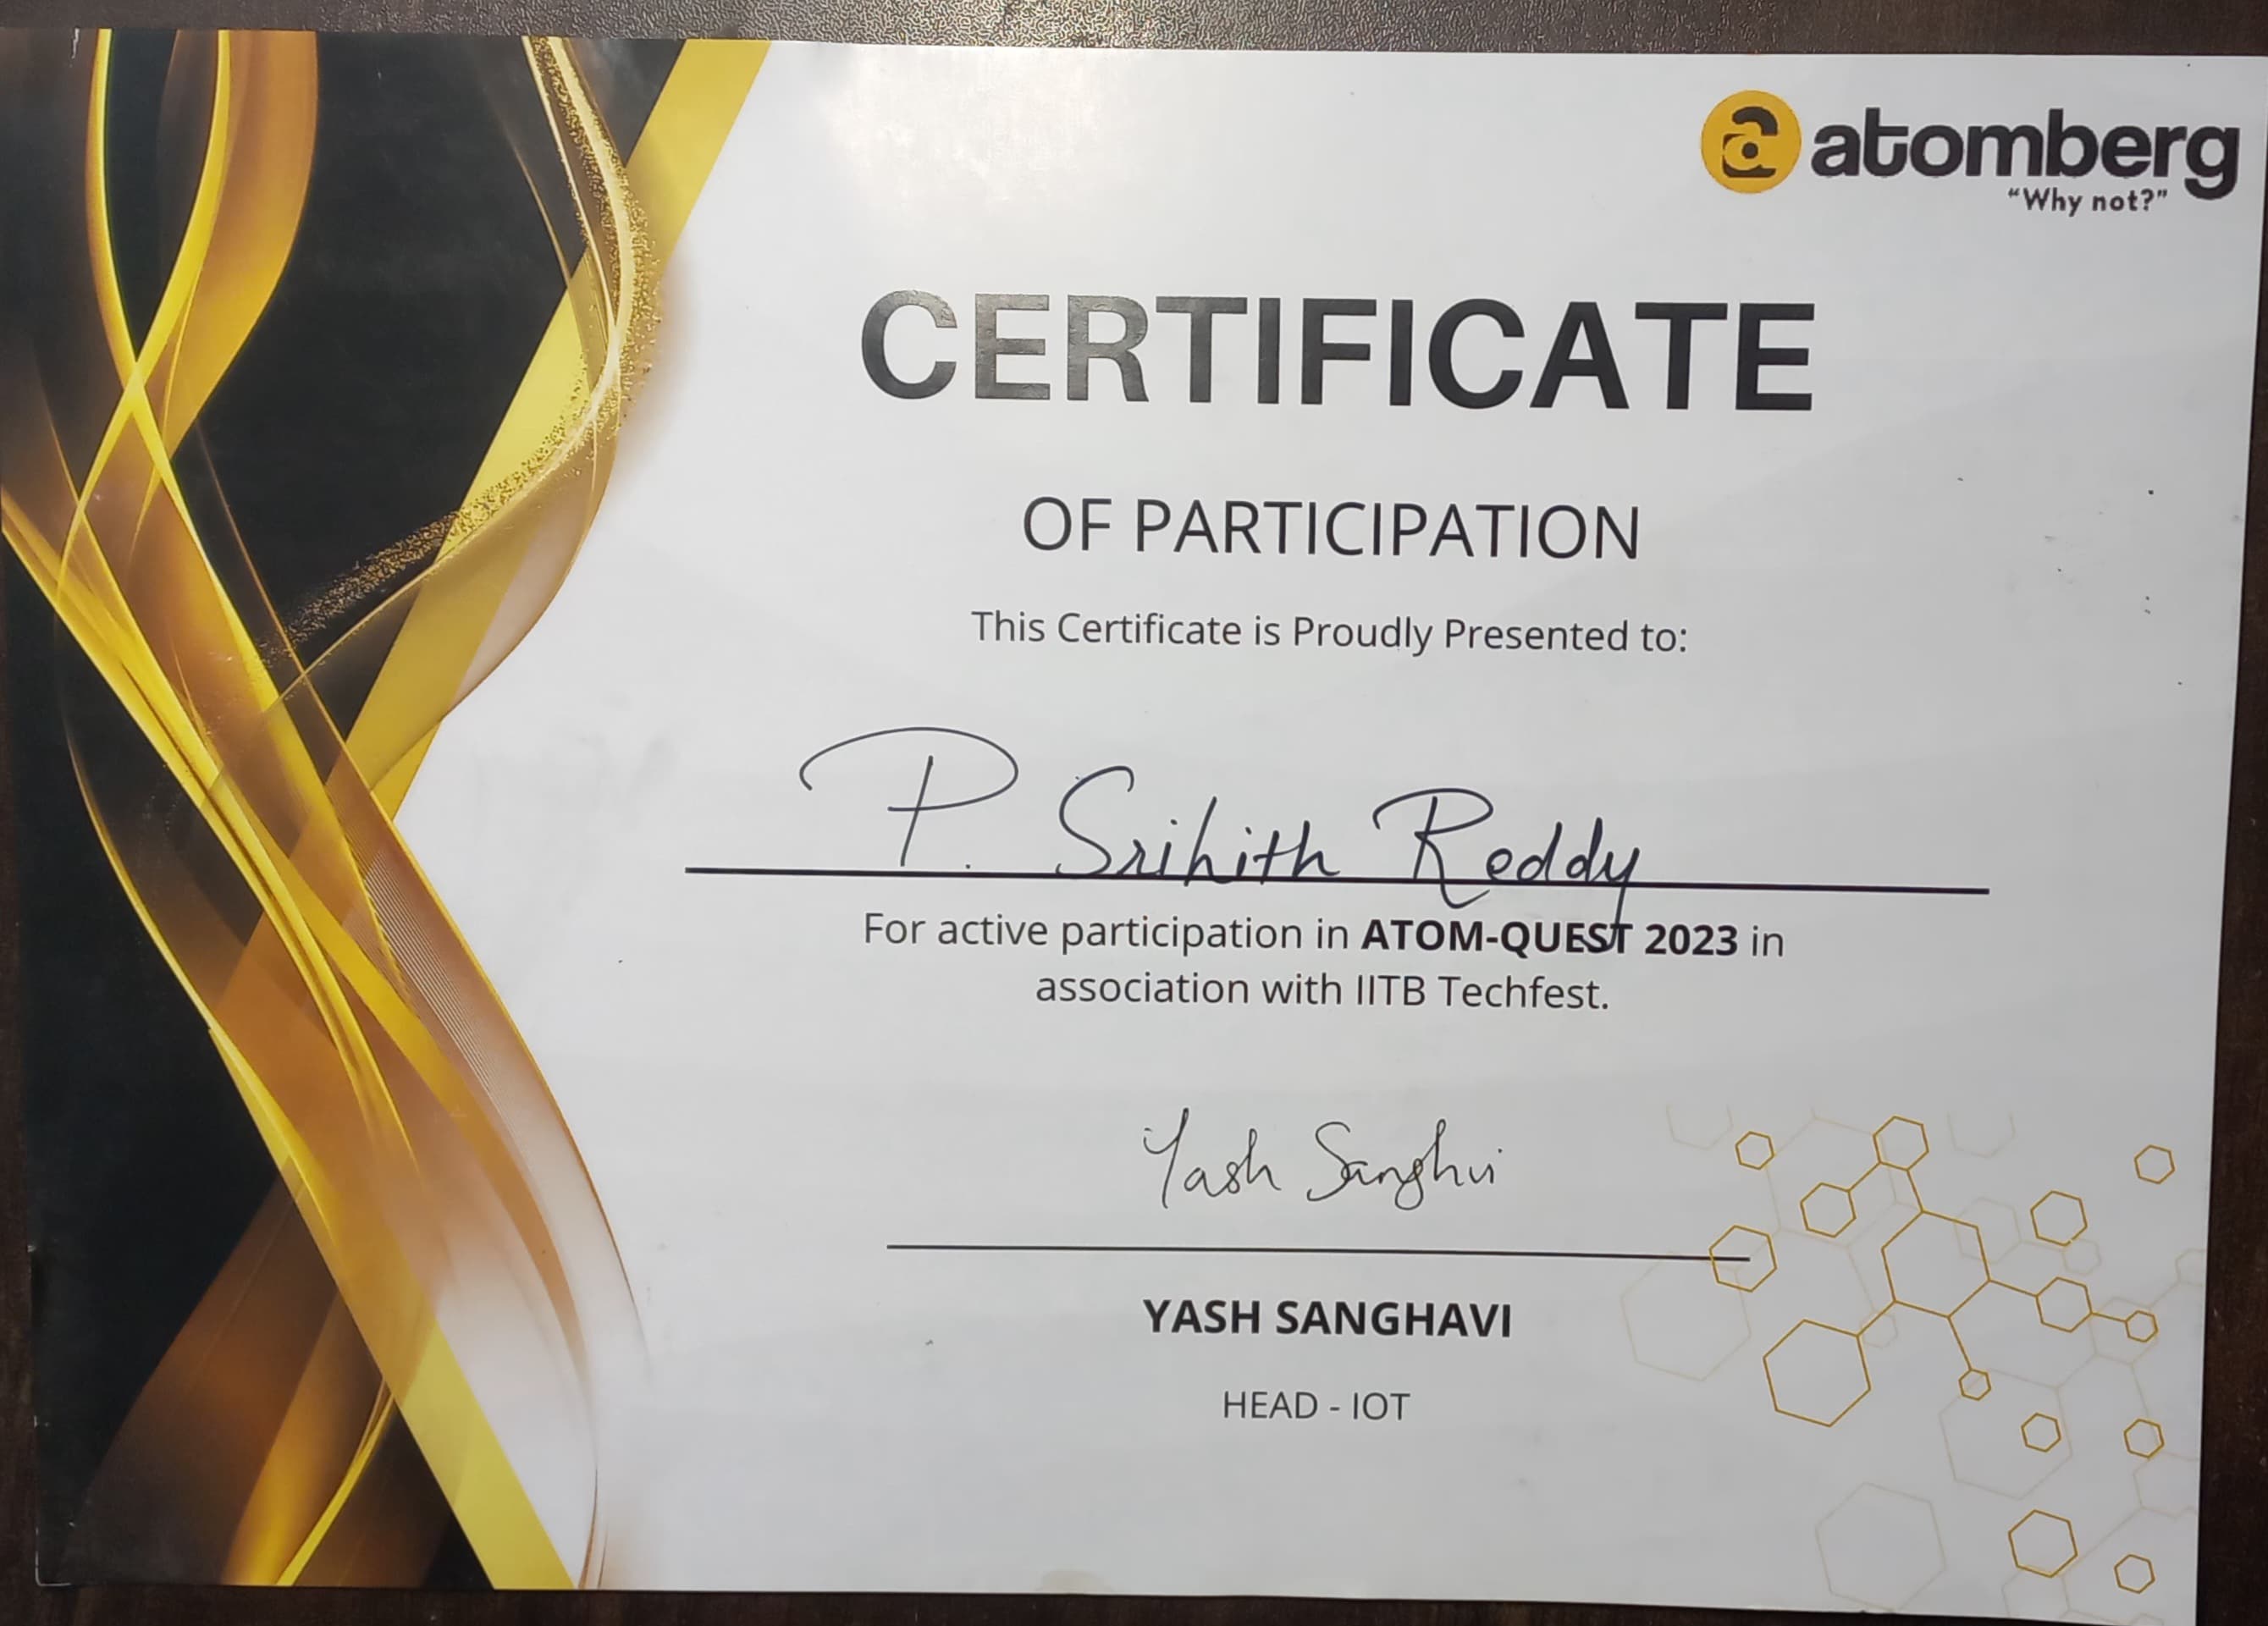 atomberg
“Why not?”
CERTIFICATE
OF PARTICIPATION
This Certificate is Proudly Presented to:
P. Srihith Reddy
For active participation in ATOM-QUEST 2023 in
association with IITB Techfest.
Yash Sanghvi
YASH SANGHAVI
HEAD - IOT